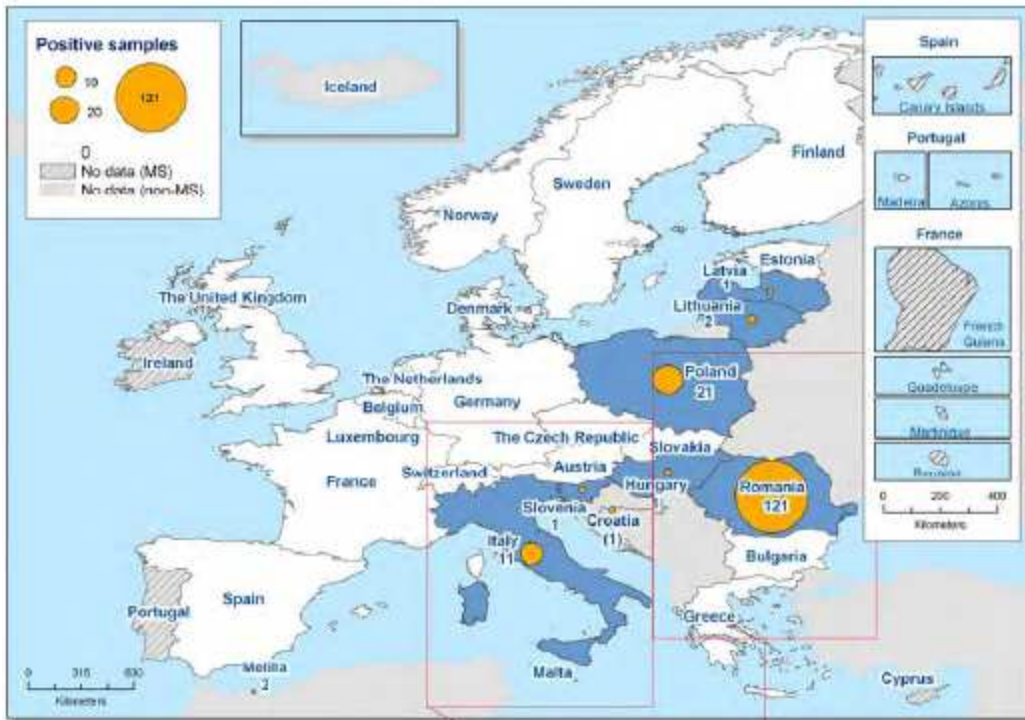 Positive samples
10
121
20
0
No data (MS)
No data (non-MS)
Iceland
Spain
Canary Islands
Portugal
Madeira
Azores
France
French
Guiana
Guadeloupe
Martinique
Reunion
0 200 400
Kilometers
Finland
Sweden
Norway
Estonia
Latvia
1
Lithuania
2
The United Kingdom
Denmark
Ireland
The Netherlands
Poland
21
Belgium
Germany
Luxembourg
The Czech Republic
Slovakia
Switzerland
Austria
France
Hungary
Romania
121
Slovenia
1
Croatia
(1)
Italy
11
Bulgaria
Portugal
Spain
Greece
Melilla
2
Malta
Cyprus
0 315 630
Kilometers